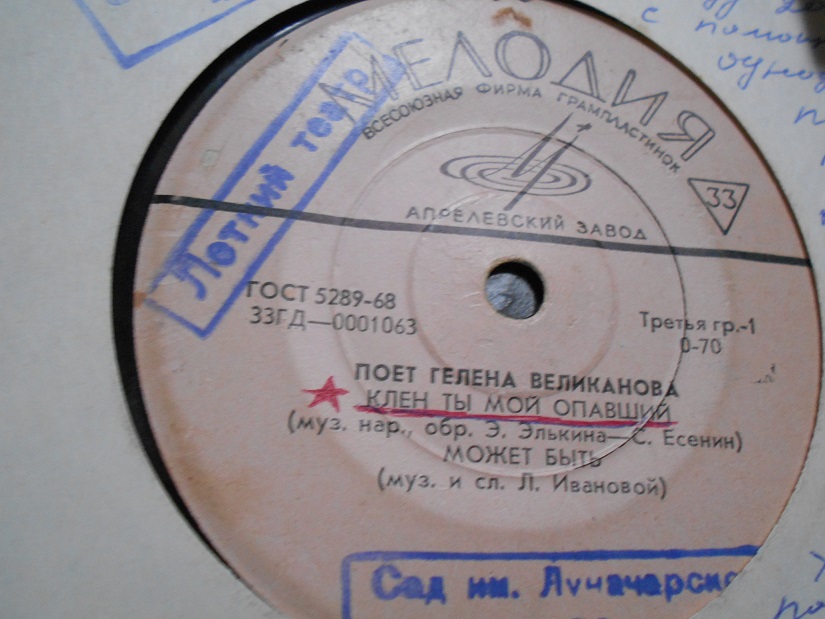 с помощ
МЕЛОДИЯ
ВСЕСОЮЗНАЯ ФИРМА ГРАМПЛАСТИНОК
33
АПРЕЛЕВСКИЙ ЗАВОД
Летний театр
ГОСТ 5289-68
33ГД—0001063
Третья гр.-1
0-70
ПОЕТ ГЕЛЕНА ВЕЛИКАНОВА
КЛЕН ТЫ МОЙ ОПАВШИЙ
(муз. нар., обр. Э. Элькина—С. Есенин)
МОЖЕТ БЫТЬ
(муз. и сл. Л. Ивановой)
Сад им. Луначарско